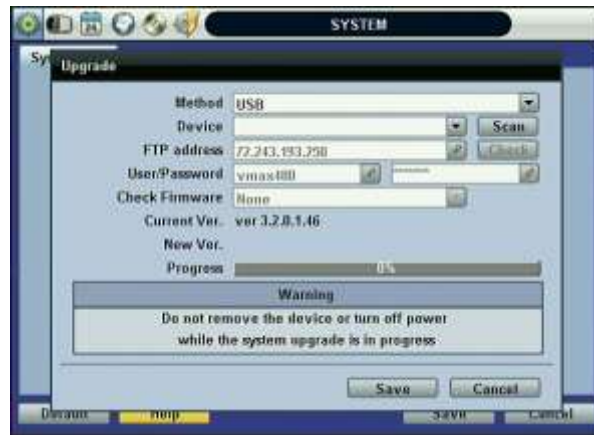 24
SYSTEM
Sy
Upgrade
Method USB
Device Scan
FTP address 72.243.193.250 Check
User/Password vmax480 ******
Check Firmware None
Current Ver. ver 3.2.0.1.46
New Ver.
Progress 0%
Warning
Do not remove the device or turn off power
while the system upgrade is in progress
Save Cancel
Default Help Save Cancel